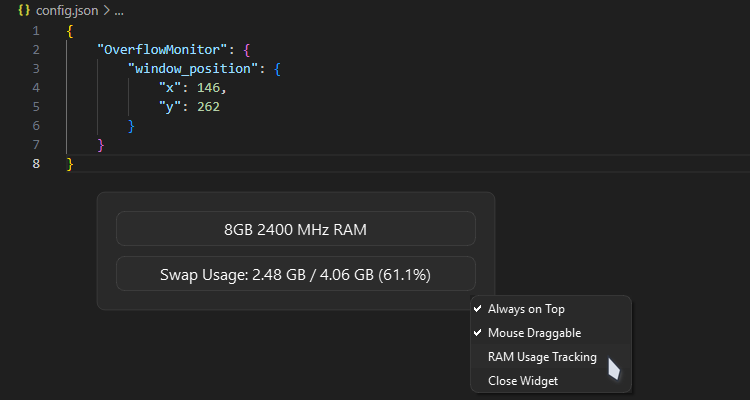 {} config.json > ...
1 {
2 "OverflowMonitor": {
3 "window_position": {
4 "x": 146,
5 "y": 262
6 }
7 }
8 }
8GB 2400 MHz RAM
Swap Usage: 2.48 GB / 4.06 GB (61.1%)
✓ Always on Top
✓ Mouse Draggable
RAM Usage Tracking
Close Widget